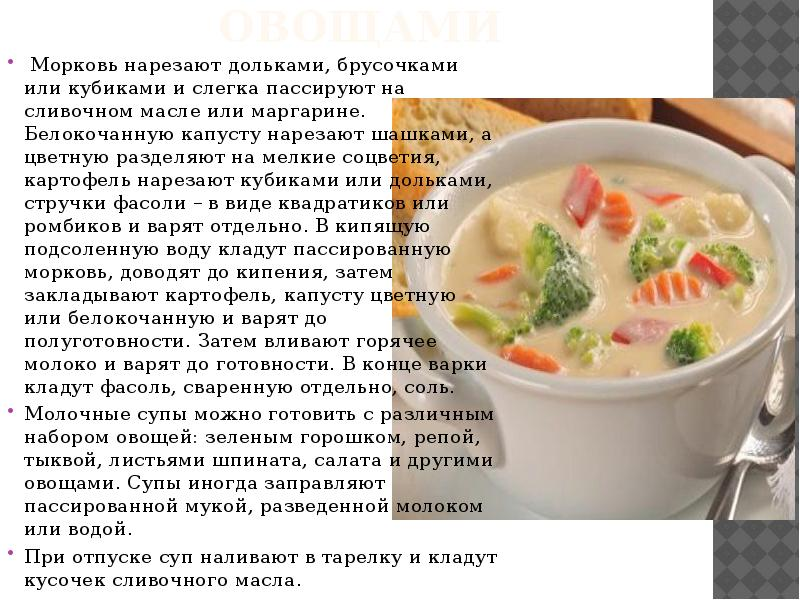 ОВОЩАМИ
• Морковь нарезают дольками, брусочками
или кубиками и слегка пассируют на
сливочном масле или маргарине.
Белокочанную капусту нарезают шашками, а
цветную разделяют на мелкие соцветия,
картофель нарезают кубиками или дольками,
стручки фасоли – в виде квадратиков или
ромбиков и варят отдельно. В кипящую
подсоленную воду кладут пассированную
морковь, доводят до кипения, затем
закладывают картофель, капусту цветную
или белокочанную и варят до
полуготовности. Затем вливают горячее
молоко и варят до готовности. В конце варки
кладут фасоль, сваренную отдельно, соль.
• Молочные супы можно готовить с различным
набором овощей: зеленым горошком, репой,
тыквой, листьями шпината, салата и другими
овощами. Супы иногда заправляют
пассированной мукой, разведенной молоком
или водой.
• При отпуске суп наливают в тарелку и кладут
кусочек сливочного масла.